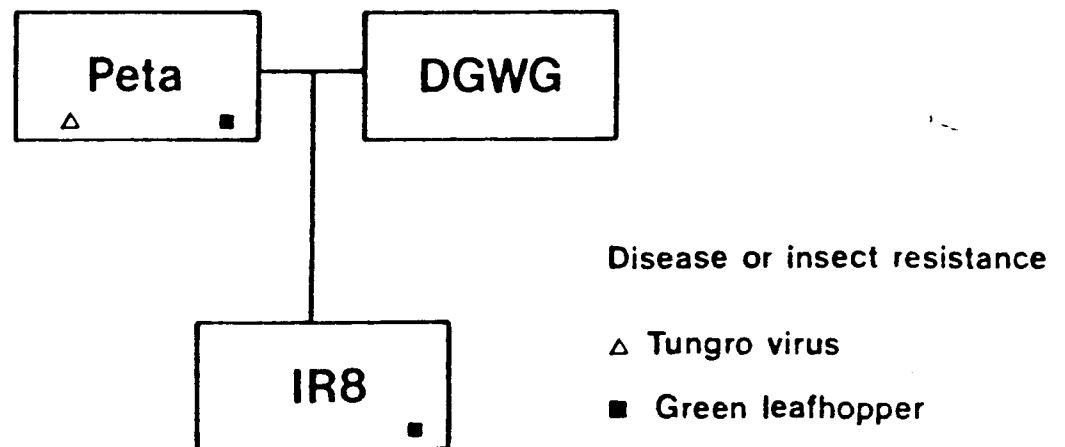 Peta
DGWG
Disease or insect resistance
△ Tungro virus
IR8
■ Green leafhopper